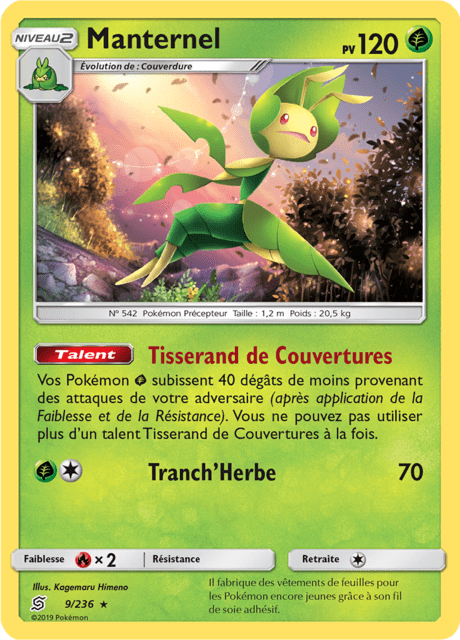 NIVEAU 2
Manternel
PV 120
Évolution de : Couverdure
Nº 542 Pokémon Précepteur Taille : 1,2 m Poids : 20,5 kg
Talent Tisserand de Couvertures
Vos Pokémon subissent 40 dégâts de moins provenant
des attaques de votre adversaire (après application de la
Faiblesse et de la Résistance). Vous ne pouvez pas utiliser
plus d'un talent Tisserand de Couvertures à la fois.
Tranch'Herbe 70
Faiblesse × 2 Résistance Retraite
Illus. Kagemaru Himeno
9/236 ★
©2019 Pokémon
Il fabrique des vêtements de feuilles pour
les Pokémon encore jeunes grâce à son fil
de soie adhésif.